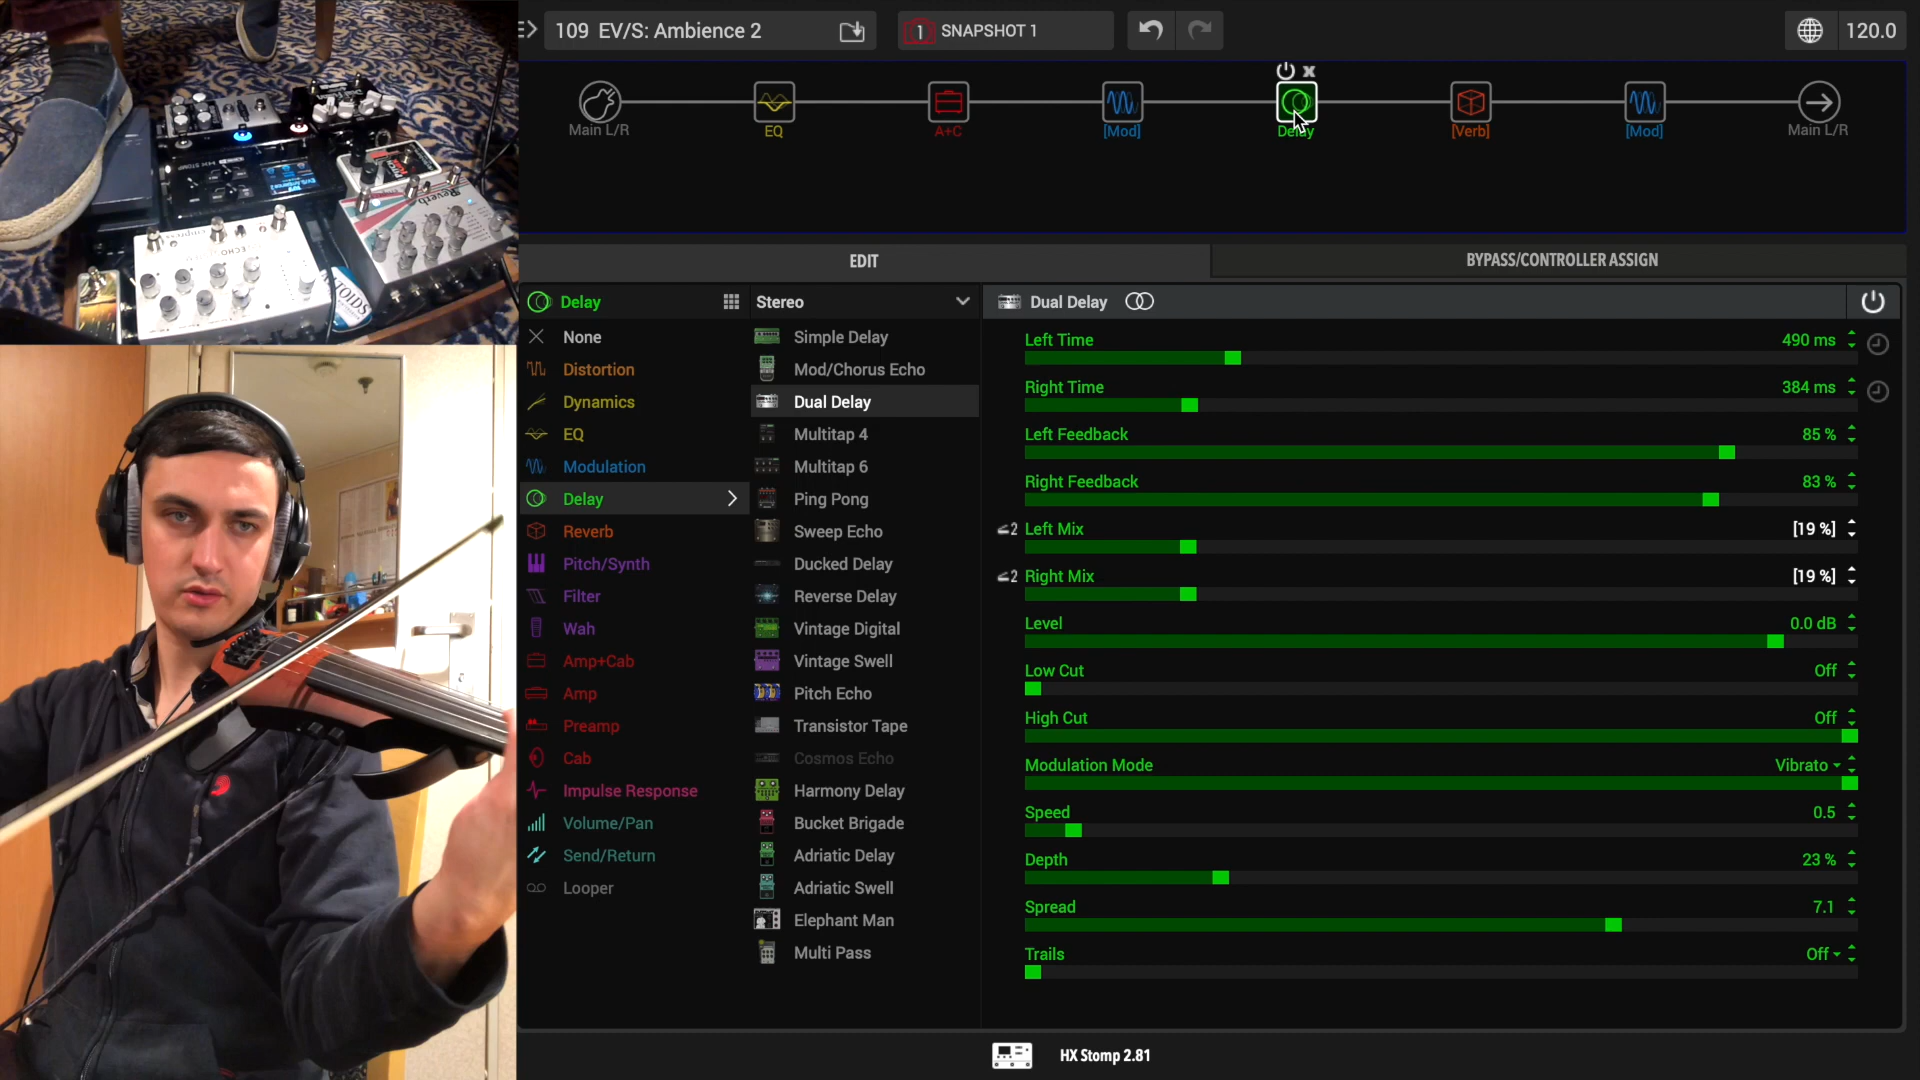 109 EV/S: Ambience 2
1 SNAPSHOT 1
120.0
Main L/R
EQ
A+C
[Mod]
Delay
[Verb]
[Mod]
Main L/R
EDIT
BYPASS/CONTROLLER ASSIGN
Delay
Stereo
Dual Delay
None
Distortion
Dynamics
EQ
Modulation
Delay
Reverb
Pitch/Synth
Filter
Wah
Amp+Cab
Amp
Preamp
Cab
Impulse Response
Volume/Pan
Send/Return
Looper
Simple Delay
Mod/Chorus Echo
Dual Delay
Multitap 4
Multitap 6
Ping Pong
Sweep Echo
Ducked Delay
Reverse Delay
Vintage Digital
Vintage Swell
Pitch Echo
Transistor Tape
Cosmos Echo
Harmony Delay
Bucket Brigade
Adriatic Delay
Adriatic Swell
Elephant Man
Multi Pass
Left Time 490 ms
Right Time 384 ms
Left Feedback 85 %
Right Feedback 83 %
2 Left Mix [19 %]
2 Right Mix [19 %]
Level 0.0 dB
Low Cut Off
High Cut Off
Modulation Mode Vibrato
Speed 0.5
Depth 23 %
Spread 7.1
Trails Off
HX Stomp 2.81
Reverb